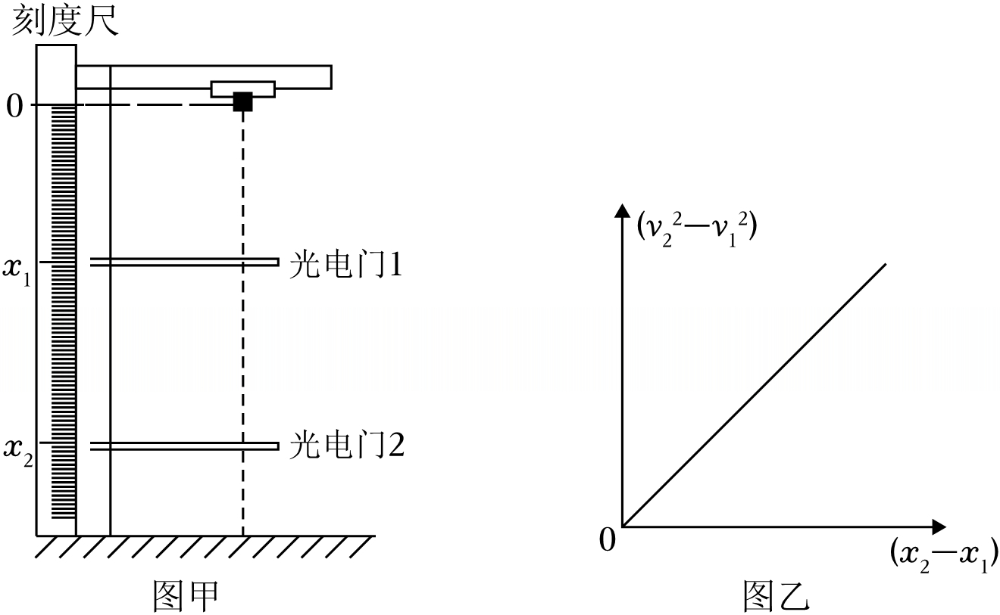 刻度尺
0
x₁
光电门1
x₂
光电门2
图甲
(v₂²−v₁²)
0
(x₂−x₁)
图乙